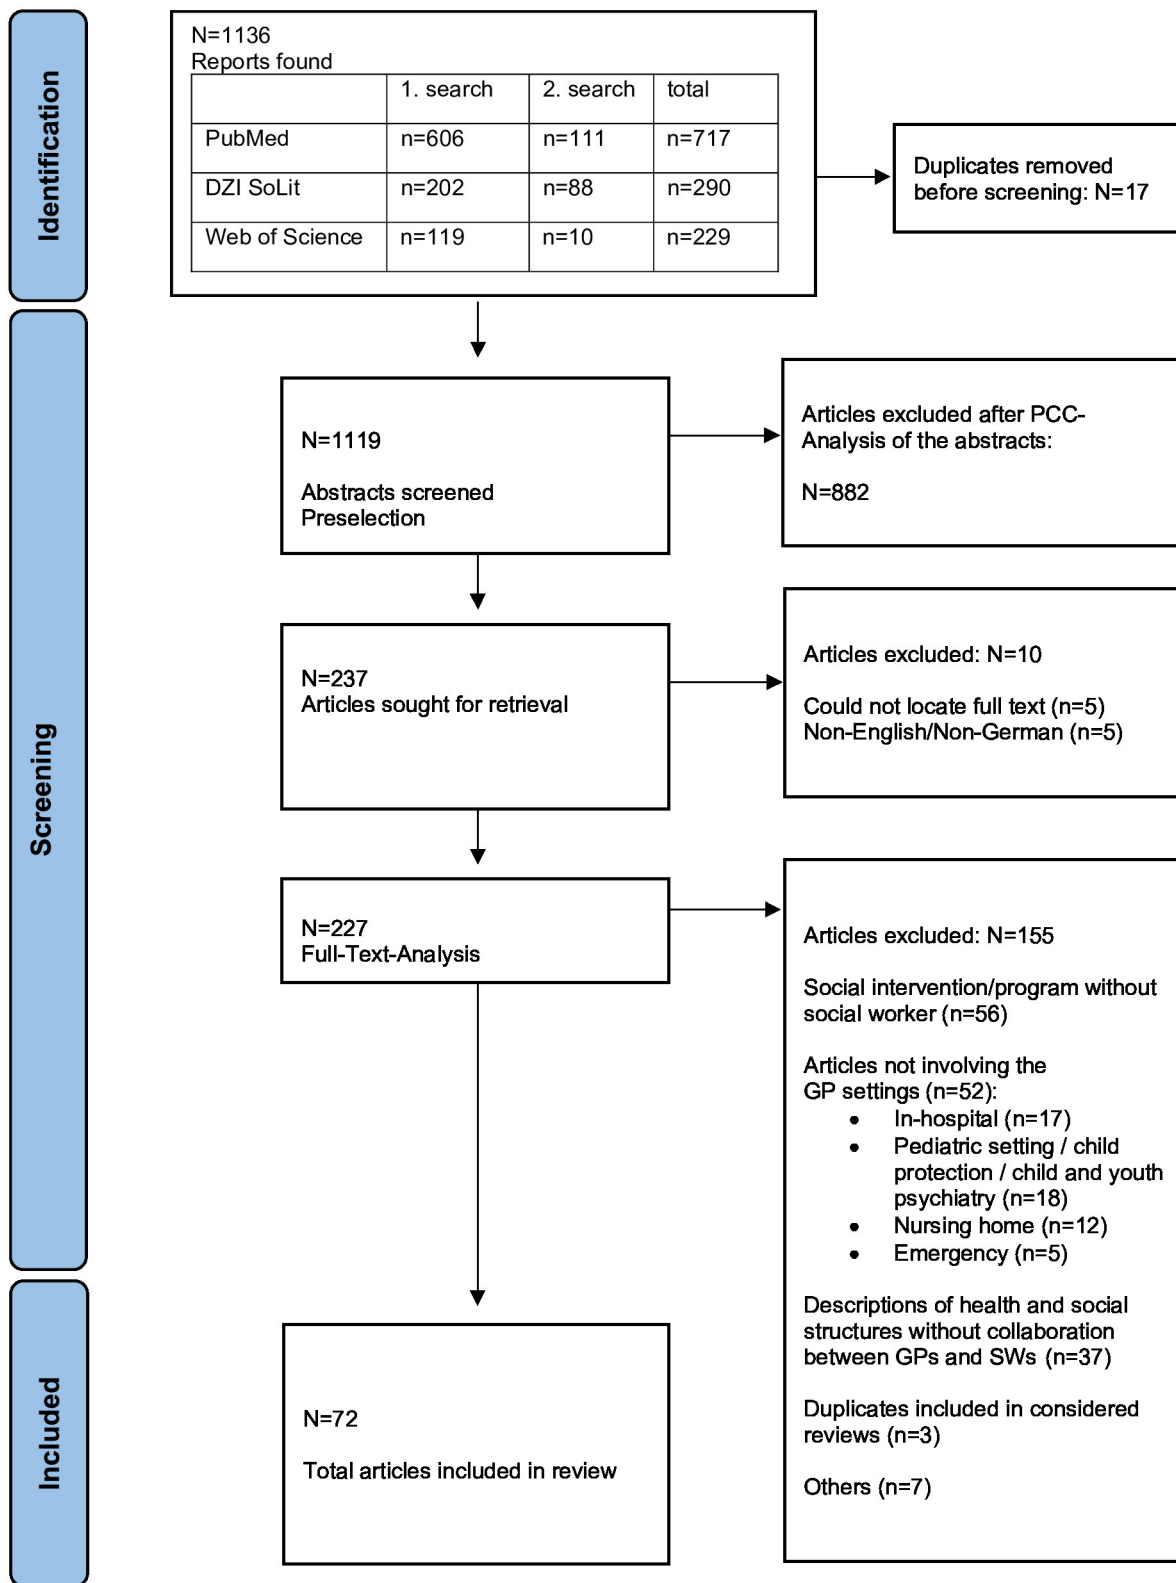 Identification
N=1136
Reports found
1. search 2. search total
PubMed n=606 n=111 n=717
DZI SoLit n=202 n=88 n=290
Web of Science n=119 n=10 n=229
Duplicates removed
before screening: N=17
Screening
N=1119
Abstracts screened
Preselection
Articles excluded after PCC-
Analysis of the abstracts:
N=882
N=237
Articles sought for retrieval
Articles excluded: N=10
Could not locate full text (n=5)
Non-English/Non-German (n=5)
N=227
Full-Text-Analysis
Articles excluded: N=155
Social intervention/program without
social worker (n=56)
Articles not involving the
GP settings (n=52):
• In-hospital (n=17)
• Pediatric setting / child
protection / child and youth
psychiatry (n=18)
• Nursing home (n=12)
• Emergency (n=5)
Descriptions of health and social
structures without collaboration
between GPs and SWs (n=37)
Duplicates included in considered
reviews (n=3)
Others (n=7)
Included
N=72
Total articles included in review